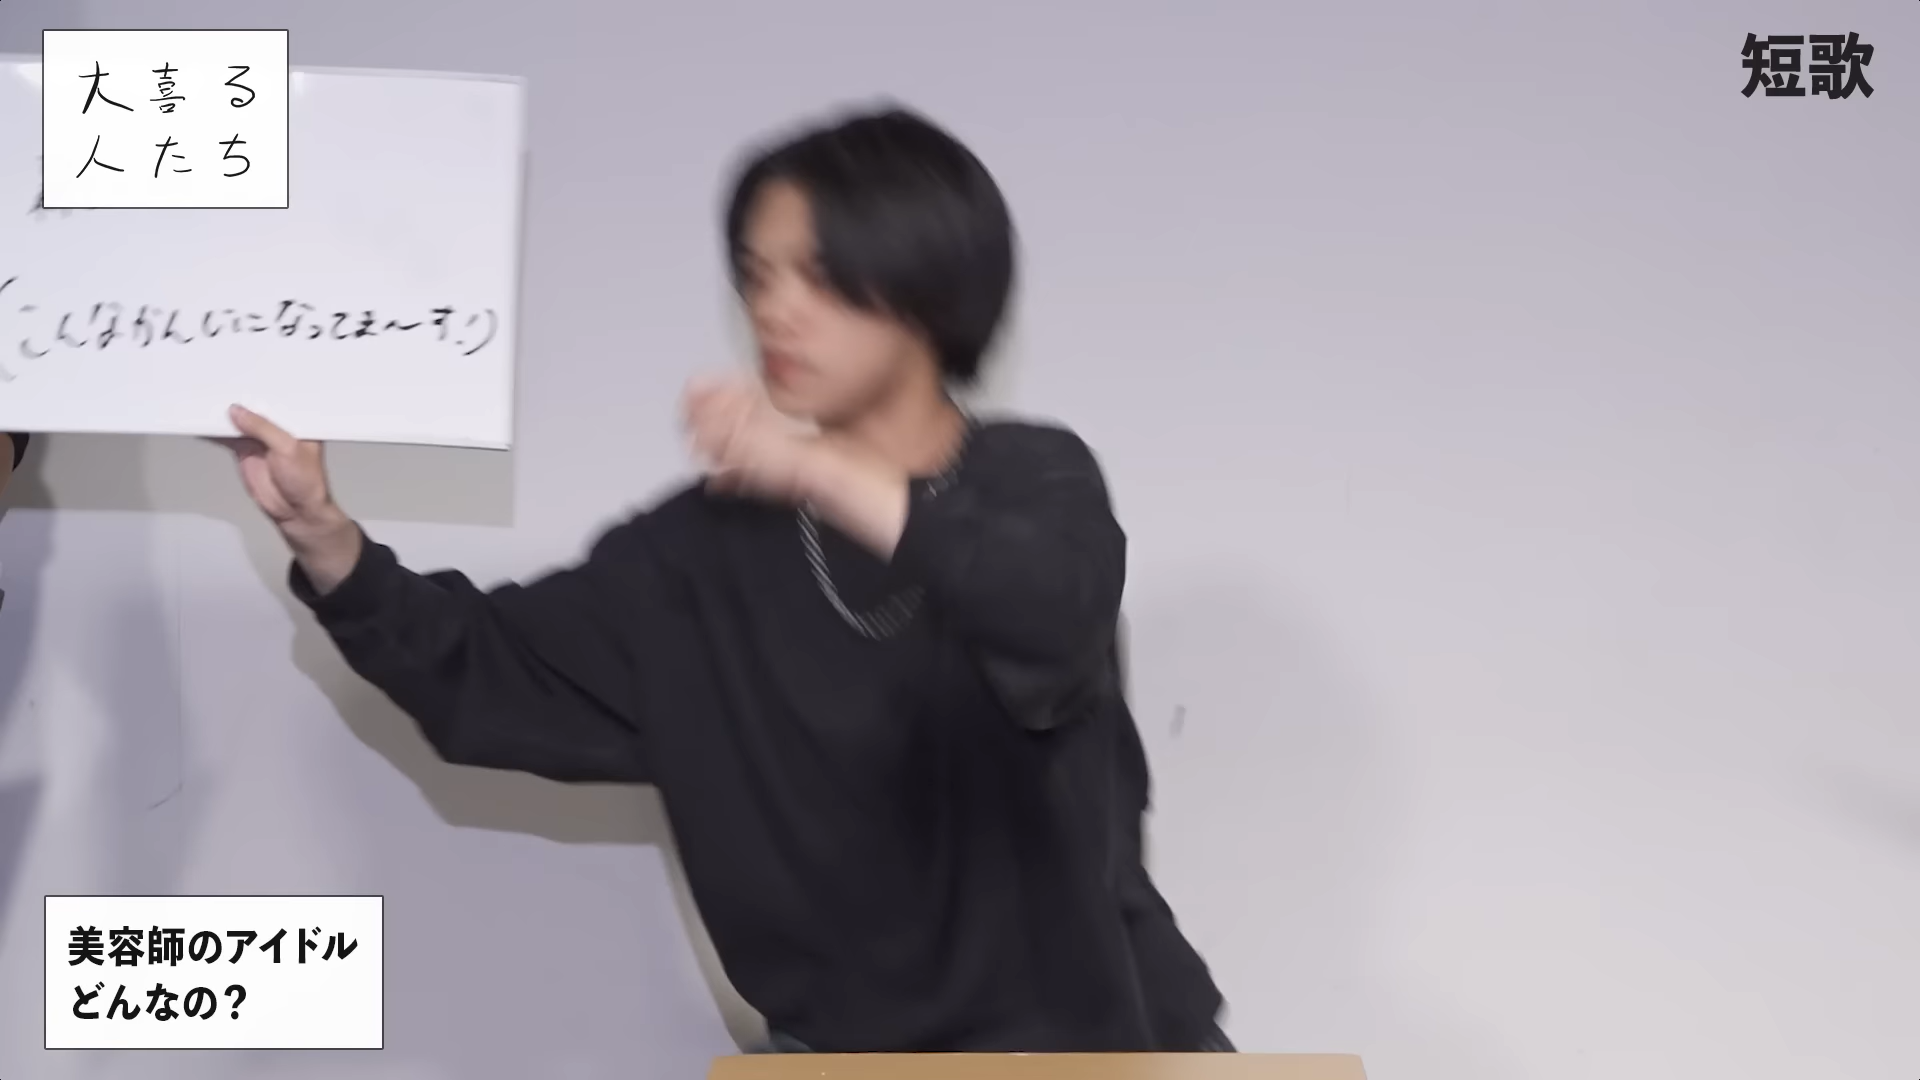 大喜る
人たち
短歌
(こんなかんじになってま〜す!)
美容師のアイドル
どんなの?